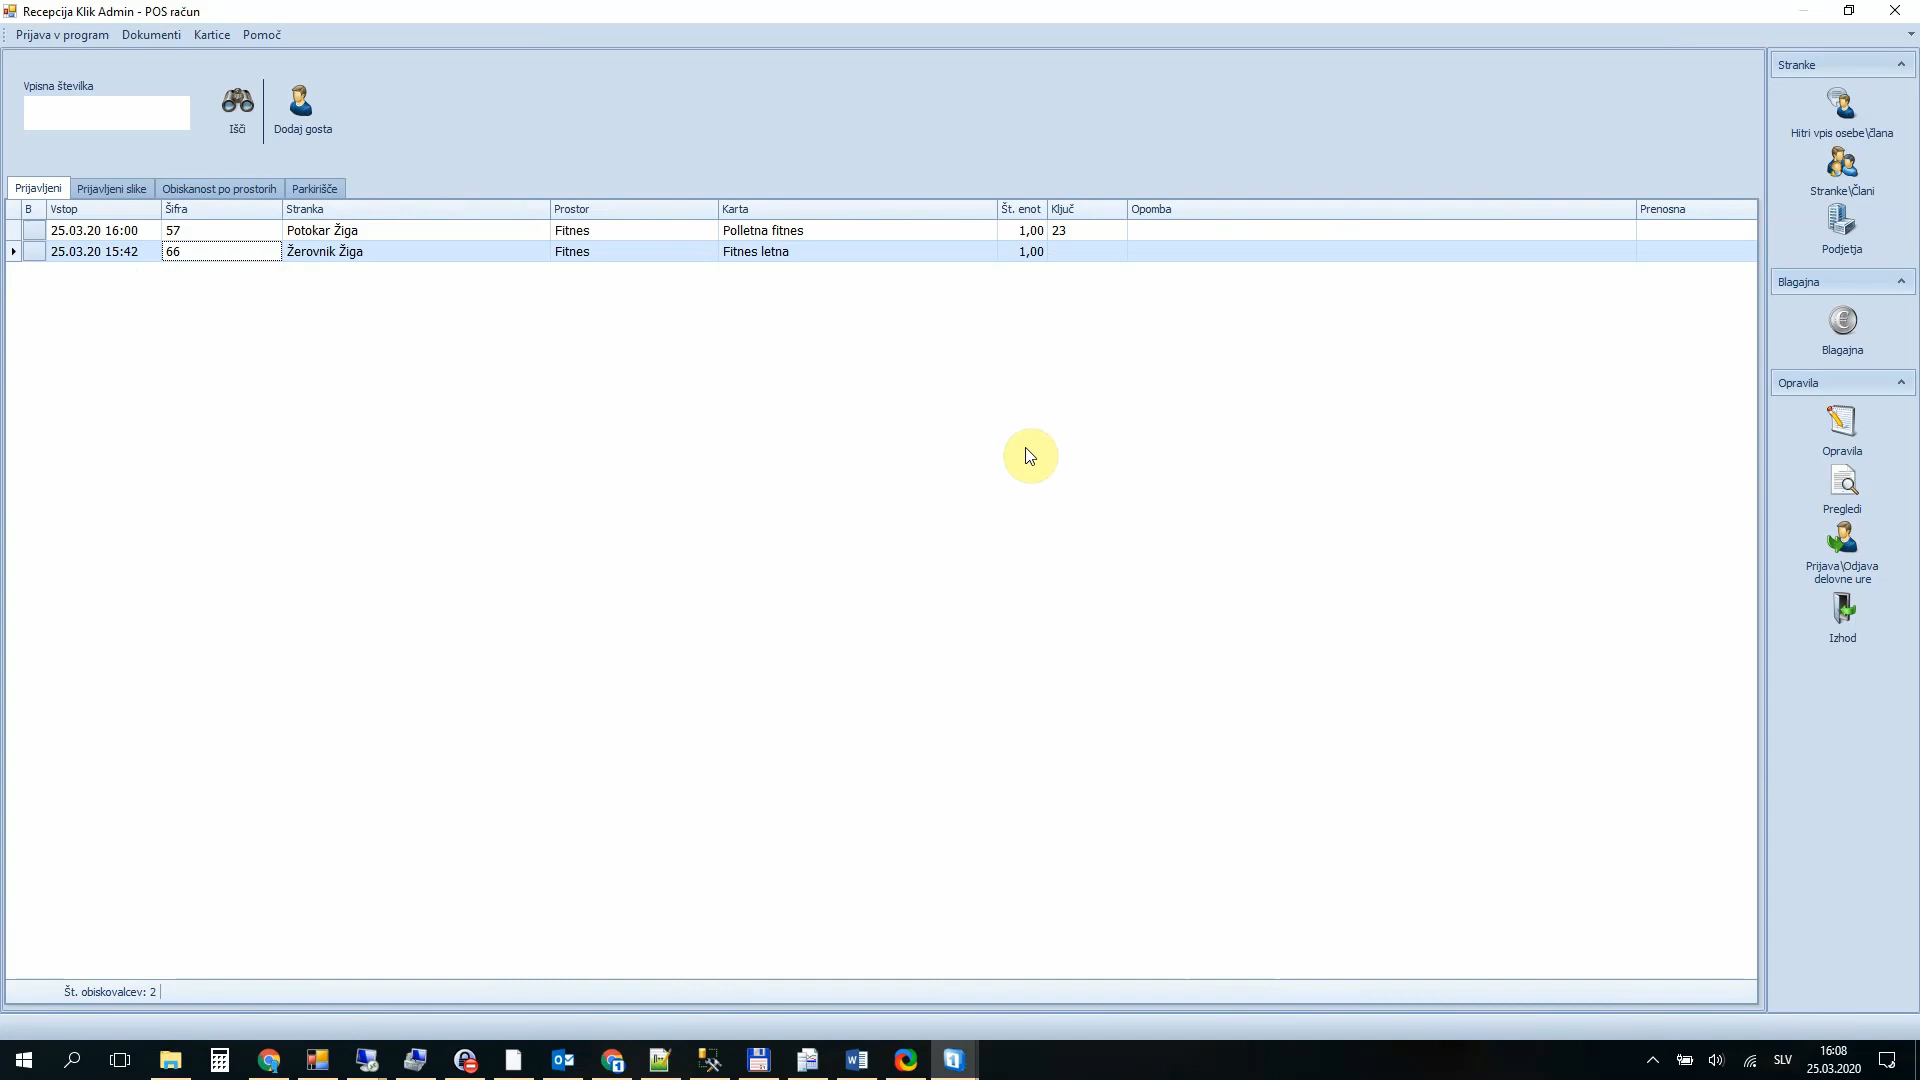 Recepcija Klik Admin - POS račun
Prijava v program Dokumenti Kartice Pomoč
Vpisna številka
Išči
Dodaj gosta
Prijavljeni Prijavljeni slike Obiskanost po prostorih Parkirišče
B Vstop Šifra Stranka Prostor Karta Št. enot Ključ Opomba Prenosna
25.03.20 16:00 57 Potokar Žiga Fitnes Polletna fitnes 1,00 23
25.03.20 15:42 66 Žerovnik Žiga Fitnes Fitnes letna 1,00
Št. obiskovalcev: 2
Stranke
Hitri vpis osebe\člana
Stranke\Člani
Podjetja
Blagajna
Blagajna
Opravila
Opravila
Pregledi
Prijava\Odjava
delovne ure
Izhod
SLV
16:08
25.03.2020